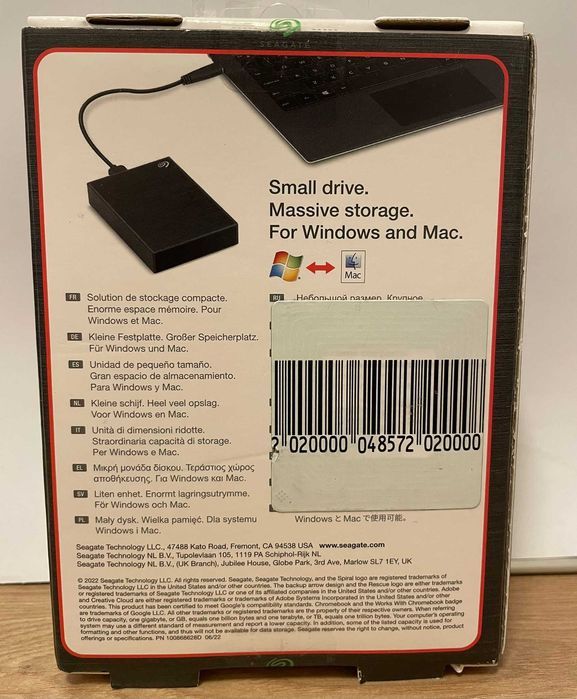 SEAGATE
Small drive.
Massive storage.
For Windows and Mac.
Mac
FR Solution de stockage compacte.
Enorme espace mémoire. Pour
Windows et Mac.
DE Kleine Festplatte. Großer Speicherplatz.
Für Windows und Mac.
ES Unidad de pequeño tamaño.
Gran espacio de almacenamiento.
Para Windows y Mac.
NL Kleine schijf. Heel veel opslag.
Voor Windows en Mac.
IT Unità di dimensioni ridotte.
Straordinaria capacità di storage.
Per Windows e Mac.
EL Μικρή μονάδα δίσκου. Τεράστιος χώρος
αποθήκευσης. Για Windows και Mac.
SV Liten enhet. Enormt lagringsutrymme.
För Windows och Mac.
PL Mały dysk. Wielka pamięć. Dla systemu
Windows i Mac.
RU Небольшой размер. Крупное
2 020000 048572 020000
Windows と Mac で使用可能。
Seagate Technology LLC., 47488 Kato Road, Fremont, CA 94538 USA www.seagate.com
Seagate Technology NL B.V., Tupolevlaan 105, 1119 PA Schiphol-Rijk NL
Seagate Technology NL B.V., (UK Branch), Jubilee House, Globe Park, 3rd Ave, Marlow SL7 1EY, UK
© 2022 Seagate Technology LLC. All rights reserved. Seagate, Seagate Technology, and the Spiral logo are registered trademarks of
Seagate Technology LLC in the United States and/or other countries. The backup arrow design and the Rescue logo are either trademarks
or registered trademarks of Seagate Technology LLC or one of its affiliated companies in the United States and/or other countries. Adobe
and Creative Cloud are either registered trademarks or trademarks of Adobe Systems Incorporated in the United States and/or other
countries. This product has been certified to meet Google's compatibility standards. Chromebook and the Works With Chromebook badge
are trademarks of Google LLC. All other trademarks or registered trademarks are the property of their respective owners. When referring
to drive capacity, one gigabyte, or GB, equals one billion bytes and one terabyte, or TB, equals one trillion bytes. Your computer's operating
system may use a different standard of measurement and report a lower capacity. In addition, some of the listed capacity is used for
formatting and other functions, and thus will not be available for data storage. Seagate reserves the right to change, without notice, product
offerings or specifications. PN 100868628D 06/22